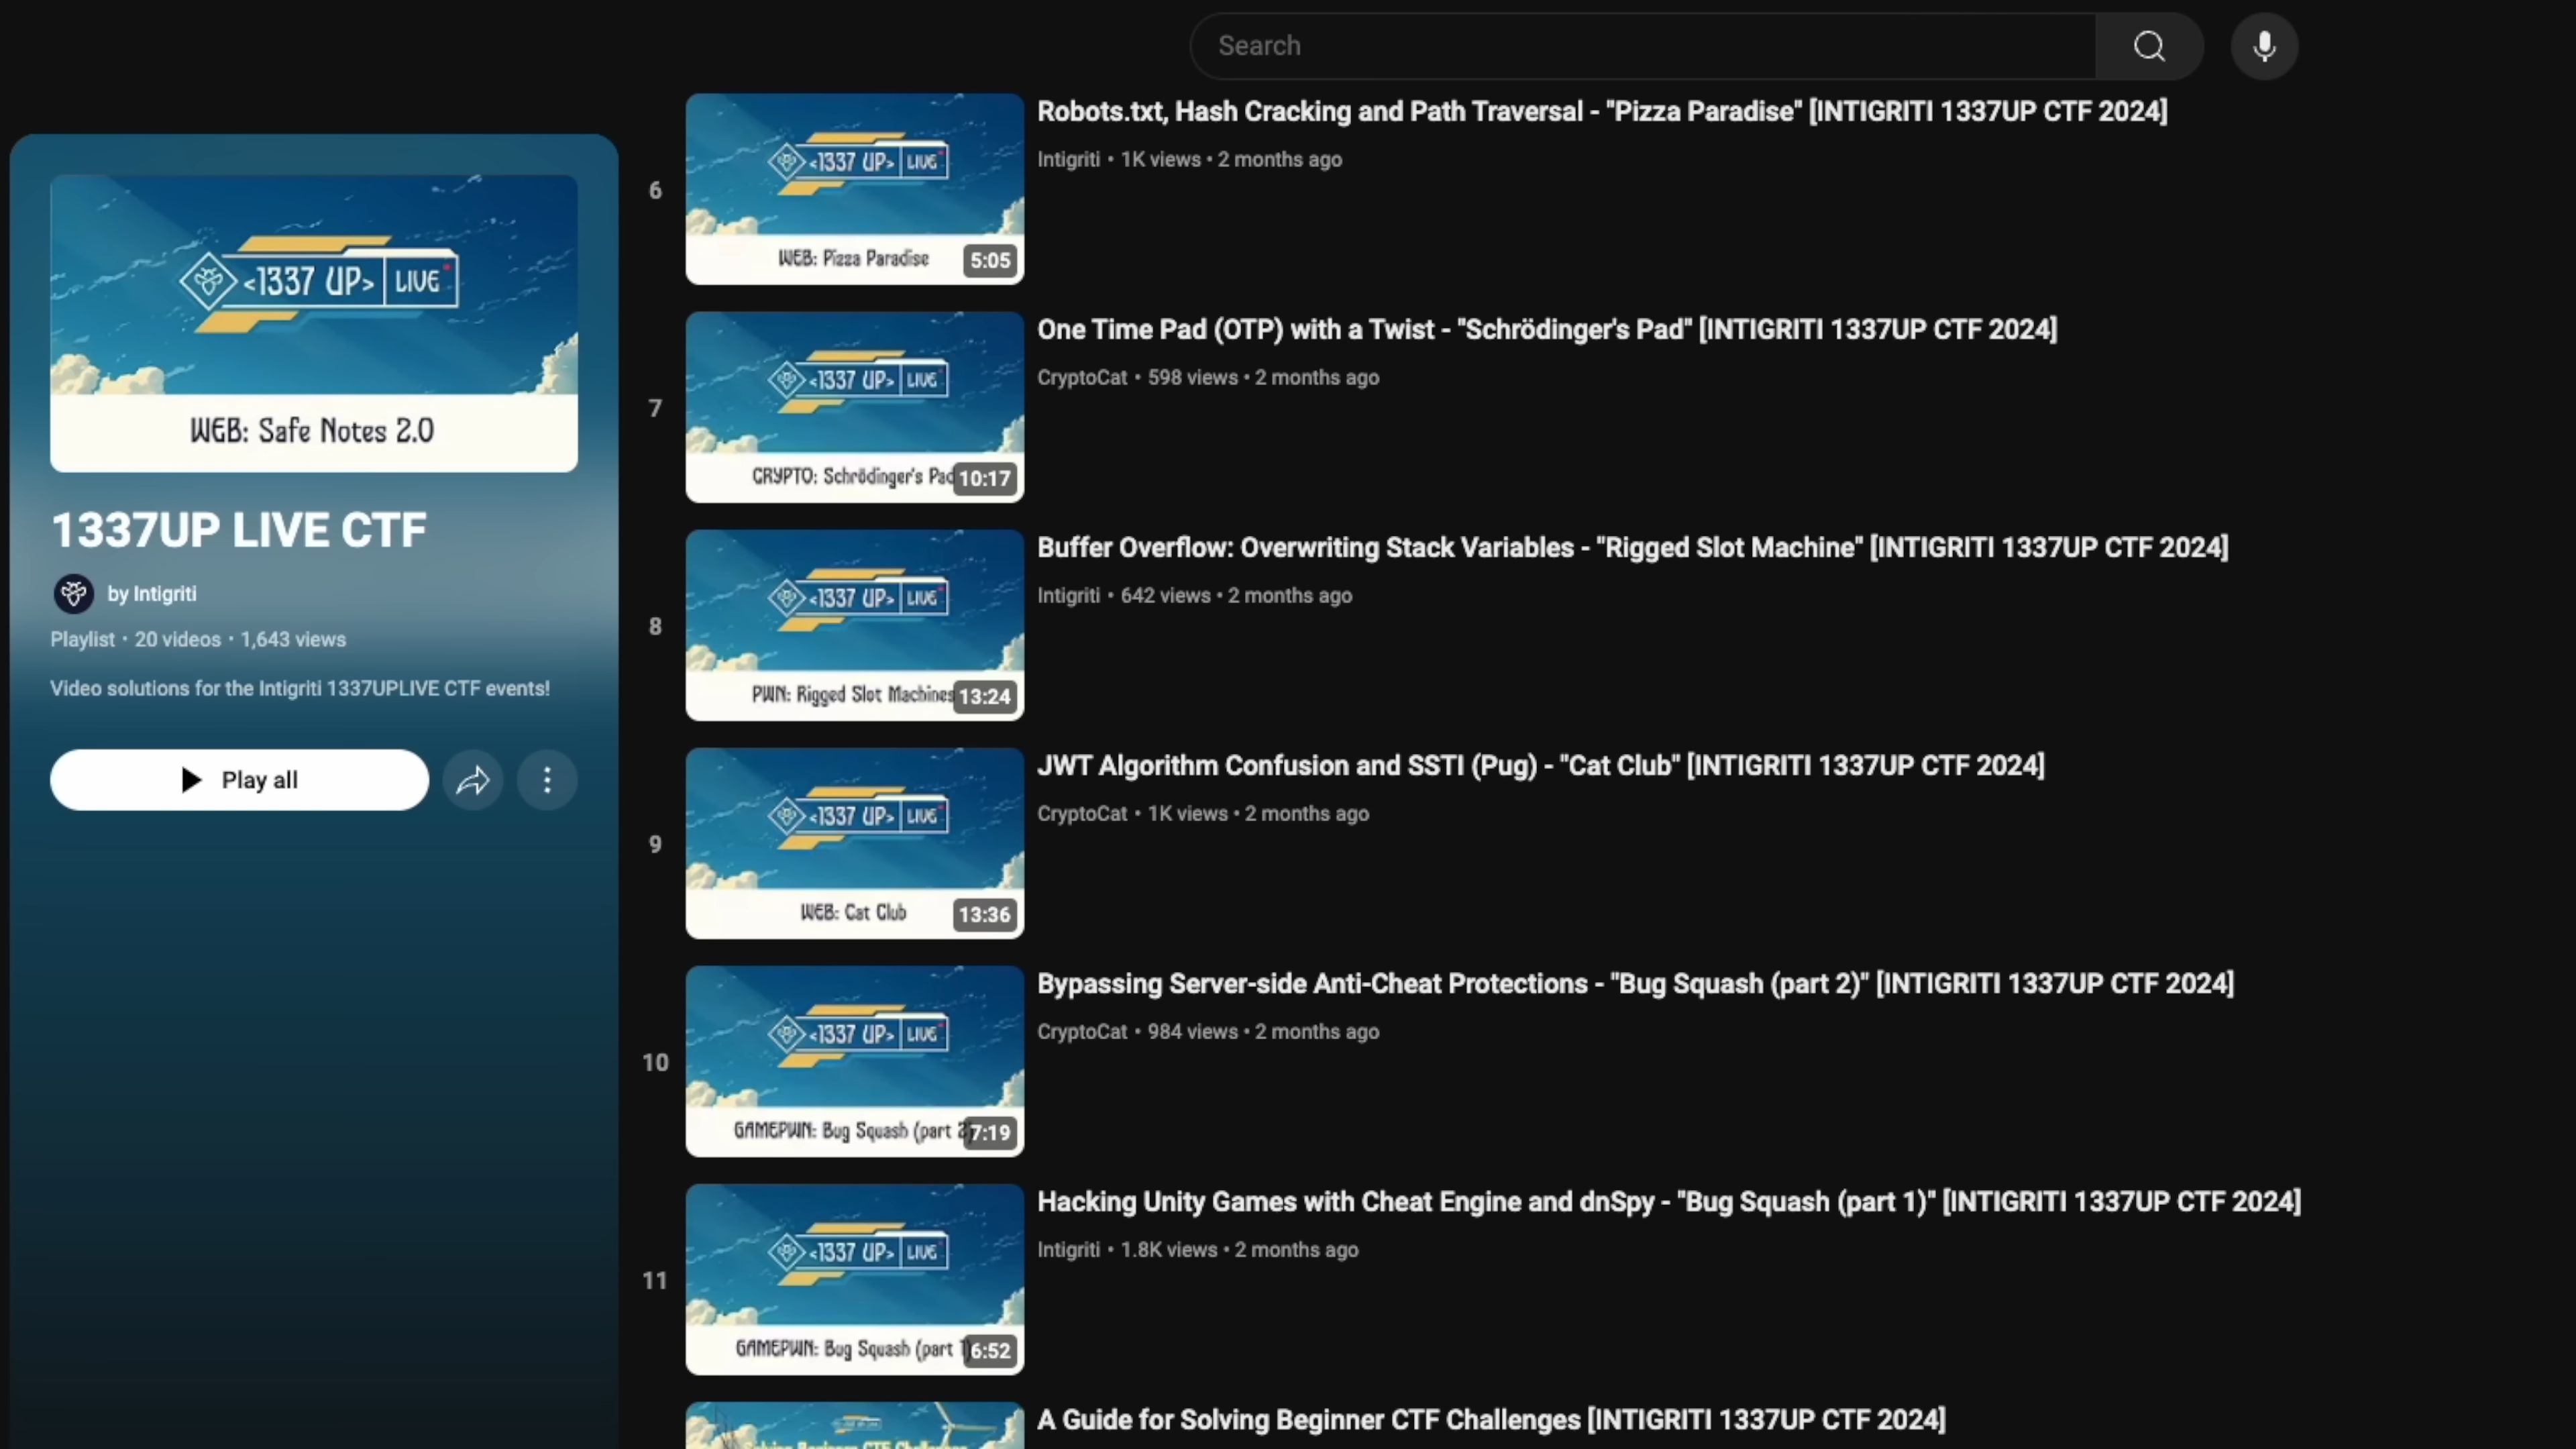 Search
<1337 UP> LIVE
WEB: Safe Notes 2.0
1337UP LIVE CTF
by Intigriti
Playlist • 20 videos • 1,643 views
Video solutions for the Intigriti 1337UPLIVE CTF events!
Play all
6
<1337 UP> LIVE
WEB: Pizza Paradise
5:05
Robots.txt, Hash Cracking and Path Traversal - "Pizza Paradise" [INTIGRITI 1337UP CTF 2024]
Intigriti • 1K views • 2 months ago
7
<1337 UP> LIVE
CRYPTO: Schrödinger's Pad
10:17
One Time Pad (OTP) with a Twist - "Schrödinger's Pad" [INTIGRITI 1337UP CTF 2024]
CryptoCat • 598 views • 2 months ago
8
<1337 UP> LIVE
PWN: Rigged Slot Machines
13:24
Buffer Overflow: Overwriting Stack Variables - "Rigged Slot Machine" [INTIGRITI 1337UP CTF 2024]
Intigriti • 642 views • 2 months ago
9
<1337 UP> LIVE
WEB: Cat Club
13:36
JWT Algorithm Confusion and SSTI (Pug) - "Cat Club" [INTIGRITI 1337UP CTF 2024]
CryptoCat • 1K views • 2 months ago
10
<1337 UP> LIVE
GAMEPWN: Bug Squash (part 2)
7:19
Bypassing Server-side Anti-Cheat Protections - "Bug Squash (part 2)" [INTIGRITI 1337UP CTF 2024]
CryptoCat • 984 views • 2 months ago
11
<1337 UP> LIVE
GAMEPWN: Bug Squash (part 1)
6:52
Hacking Unity Games with Cheat Engine and dnSpy - "Bug Squash (part 1)" [INTIGRITI 1337UP CTF 2024]
Intigriti • 1.8K views • 2 months ago
A Guide for Solving Beginner CTF Challenges [INTIGRITI 1337UP CTF 2024]